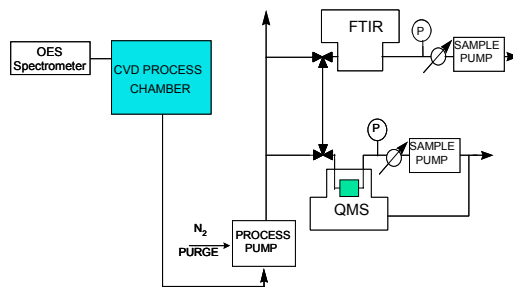 FTIR
P
SAMPLE
PUMP
OES
Spectrometer
CVD PROCESS
CHAMBER
P
SAMPLE
PUMP
QMS
N2
PURGE
PROCESS
PUMP